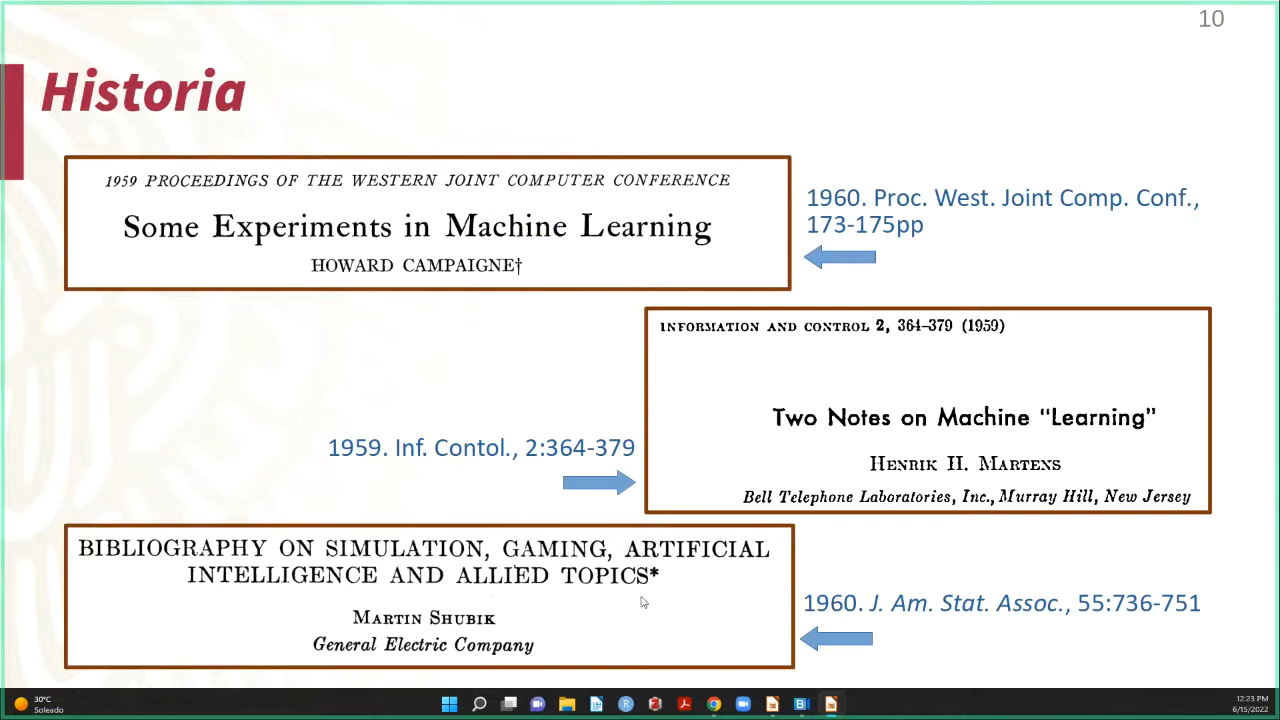 10
Historia
1959 PROCEEDINGS OF THE WESTERN JOINT COMPUTER CONFERENCE
Some Experiments in Machine Learning
HOWARD CAMPAIGNE†
1960. Proc. West. Joint Comp. Conf.,
173-175pp
INFORMATION AND CONTROL 2, 364–379 (1959)
Two Notes on Machine “Learning”
HENRIK H. MARTENS
Bell Telephone Laboratories, Inc., Murray Hill, New Jersey
1959. Inf. Contol., 2:364-379
BIBLIOGRAPHY ON SIMULATION, GAMING, ARTIFICIAL
INTELLIGENCE AND ALLIED TOPICS*
MARTIN SHUBIK
General Electric Company
1960. J. Am. Stat. Assoc., 55:736-751
30°C
Soleado
12:23 PM
6/15/2022